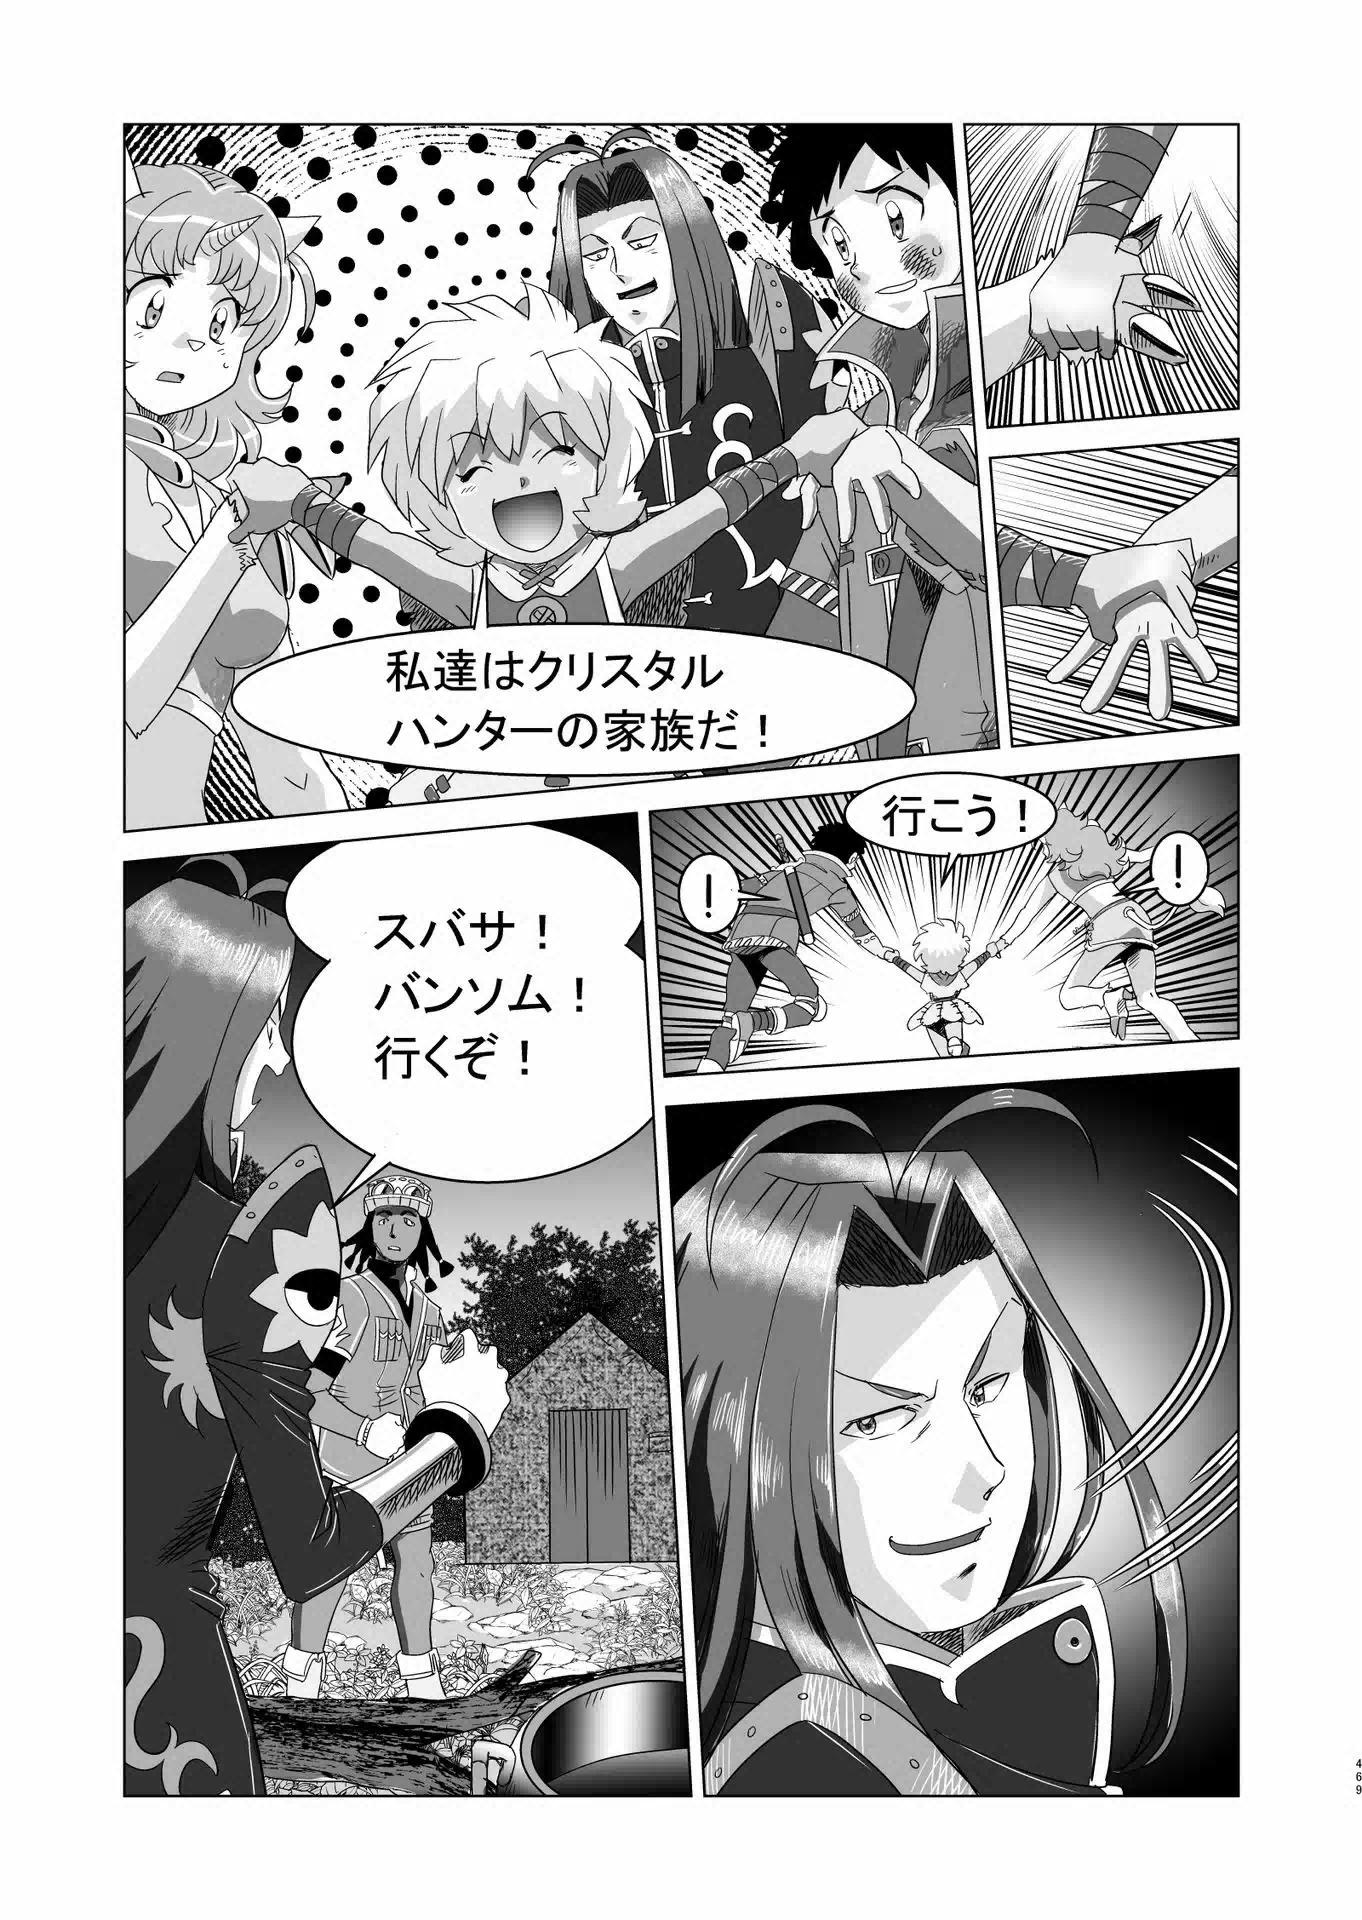 私達はクリスタル
ハンターの家族だ！
行こう！
！
！
スバサ！
バンソム！
行くぞ！
469